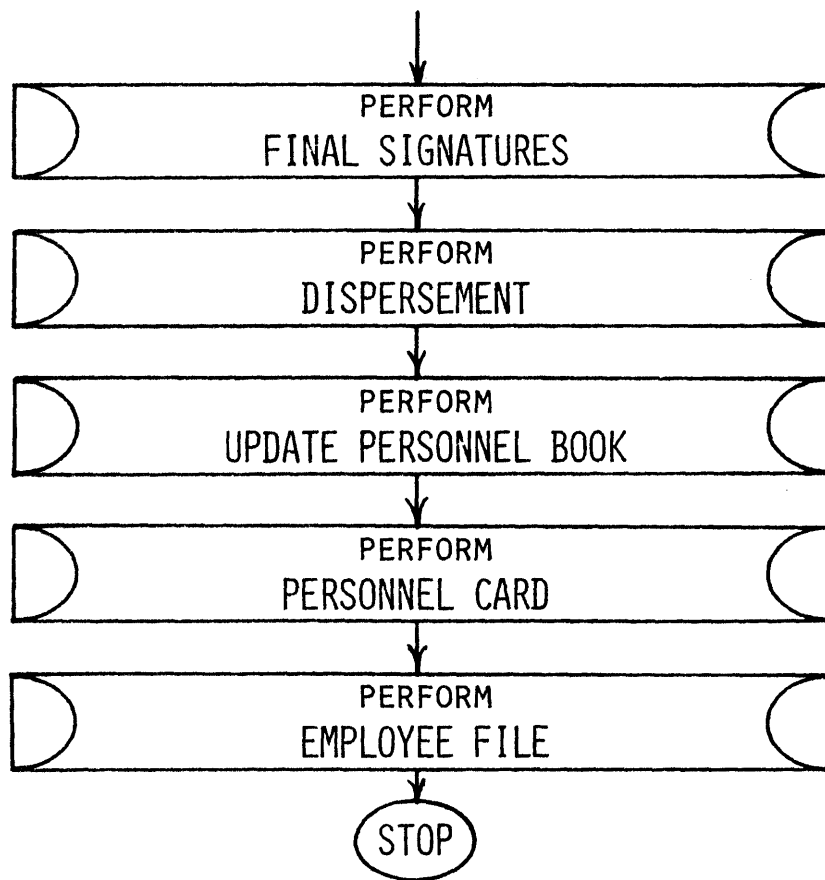 PERFORM
FINAL SIGNATURES
PERFORM
DISPERSEMENT
PERFORM
UPDATE PERSONNEL BOOK
PERFORM
PERSONNEL CARD
PERFORM
EMPLOYEE FILE
STOP